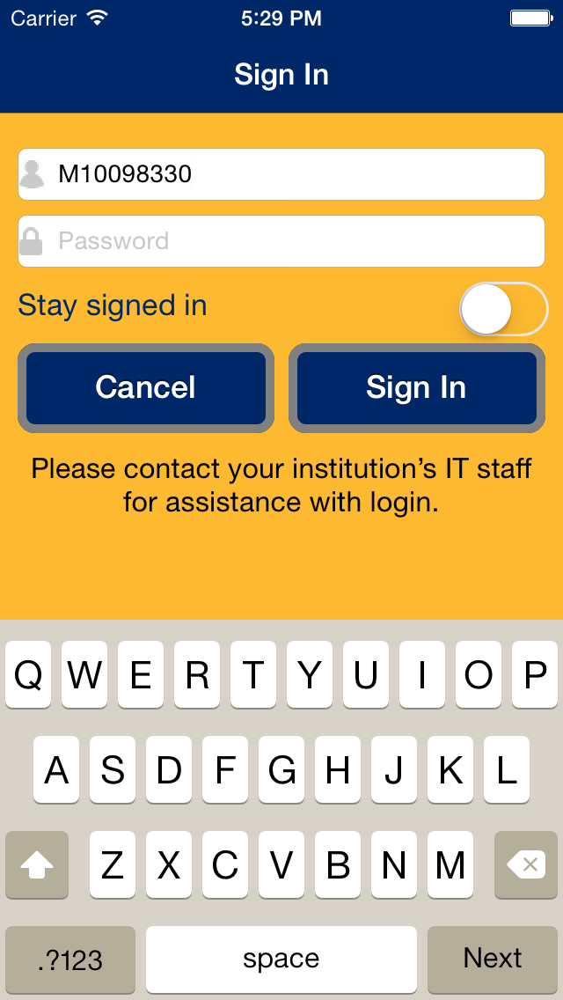 Carrier 5:29 PM
Sign In
M10098330
Password
Stay signed in
Cancel Sign In
Please contact your institution’s IT staff
for assistance with login.
Q W E R T Y U I O P
A S D F G H J K L
Z X C V B N M
.?123 space Next